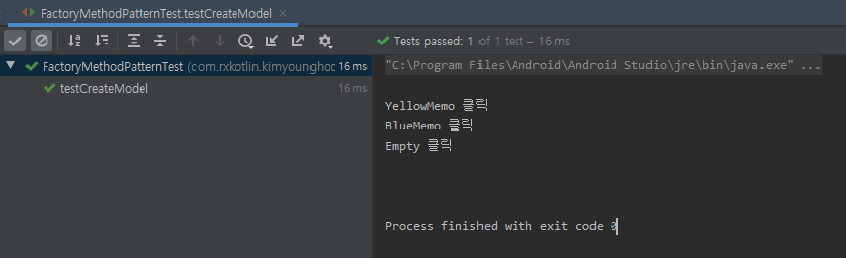 FactoryMethodPatternTest.testCreateModel
Tests passed: 1 of 1 test – 16 ms
FactoryMethodPatternTest (com.rxkotlin.kimyounghoo 16 ms
testCreateModel 16 ms
"C:\Program Files\Android\Android Studio\jre\bin\java.exe" ...
YellowMemo 클릭
BlueMemo 클릭
Empty 클릭
Process finished with exit code 0